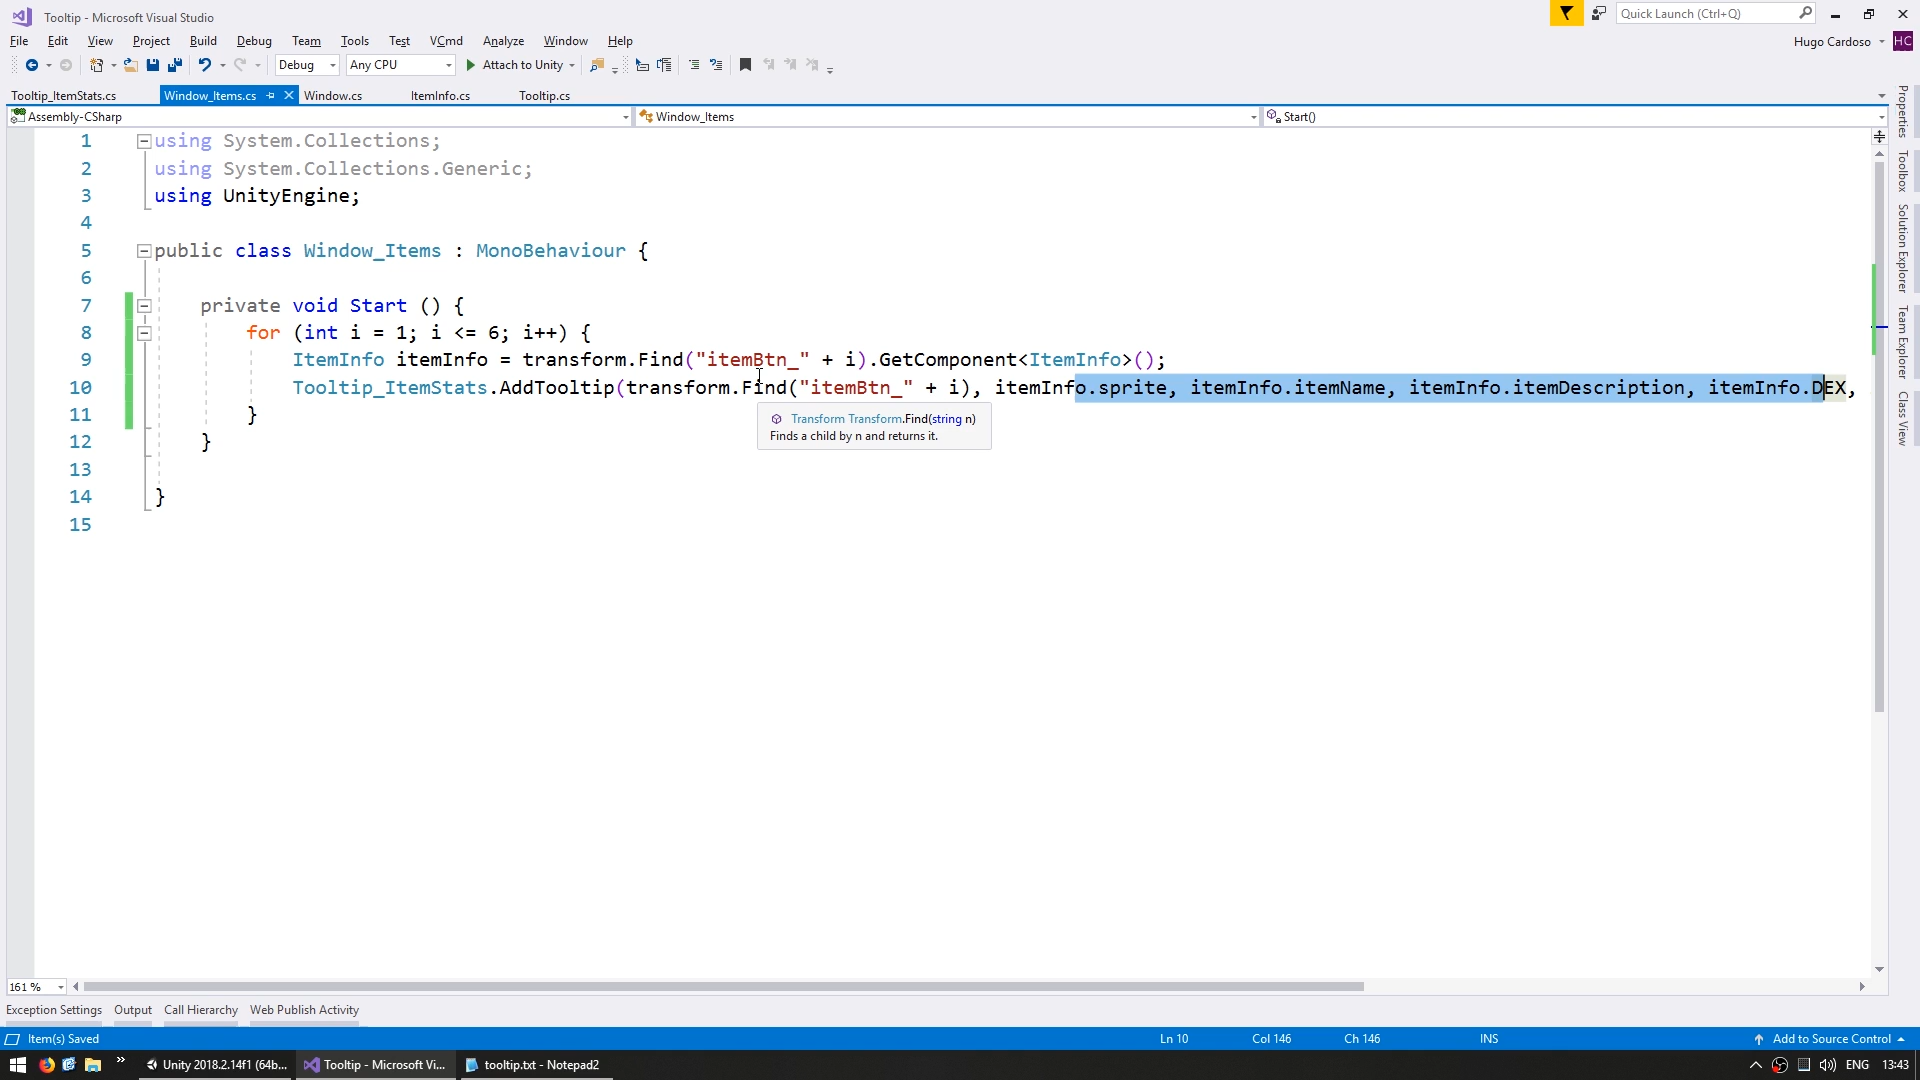 Tooltip - Microsoft Visual Studio
Quick Launch (Ctrl+Q)
File Edit View Project Build Debug Team Tools Test VCmd Analyze Window Help
Hugo Cardoso HC
Debug Any CPU Attach to Unity
Tooltip_ItemStats.cs Window_Items.cs Window.cs ItemInfo.cs Tooltip.cs
Assembly-CSharp Window_Items Start()
1 using System.Collections;
2 using System.Collections.Generic;
3 using UnityEngine;
4
5 public class Window_Items : MonoBehaviour {
6
7 private void Start () {
8 for (int i = 1; i <= 6; i++) {
9 ItemInfo itemInfo = transform.Find("itemBtn_" + i).GetComponent<ItemInfo>();
10 Tooltip_ItemStats.AddTooltip(transform.Find("itemBtn_" + i), itemInfo.sprite, itemInfo.itemName, itemInfo.itemDescription, itemInfo.DEX,
11 }
Transform Transform.Find(string n)
Finds a child by n and returns it.
12 }
13
14 }
15
Properties
Toolbox
Solution Explorer
Team Explorer
Class View
161 %
Exception Settings Output Call Hierarchy Web Publish Activity
Item(s) Saved Ln 10 Col 146 Ch 146 INS Add to Source Control
Unity 2018.2.14f1 (64b... Tooltip - Microsoft Vi... tooltip.txt - Notepad2 ENG 13:43